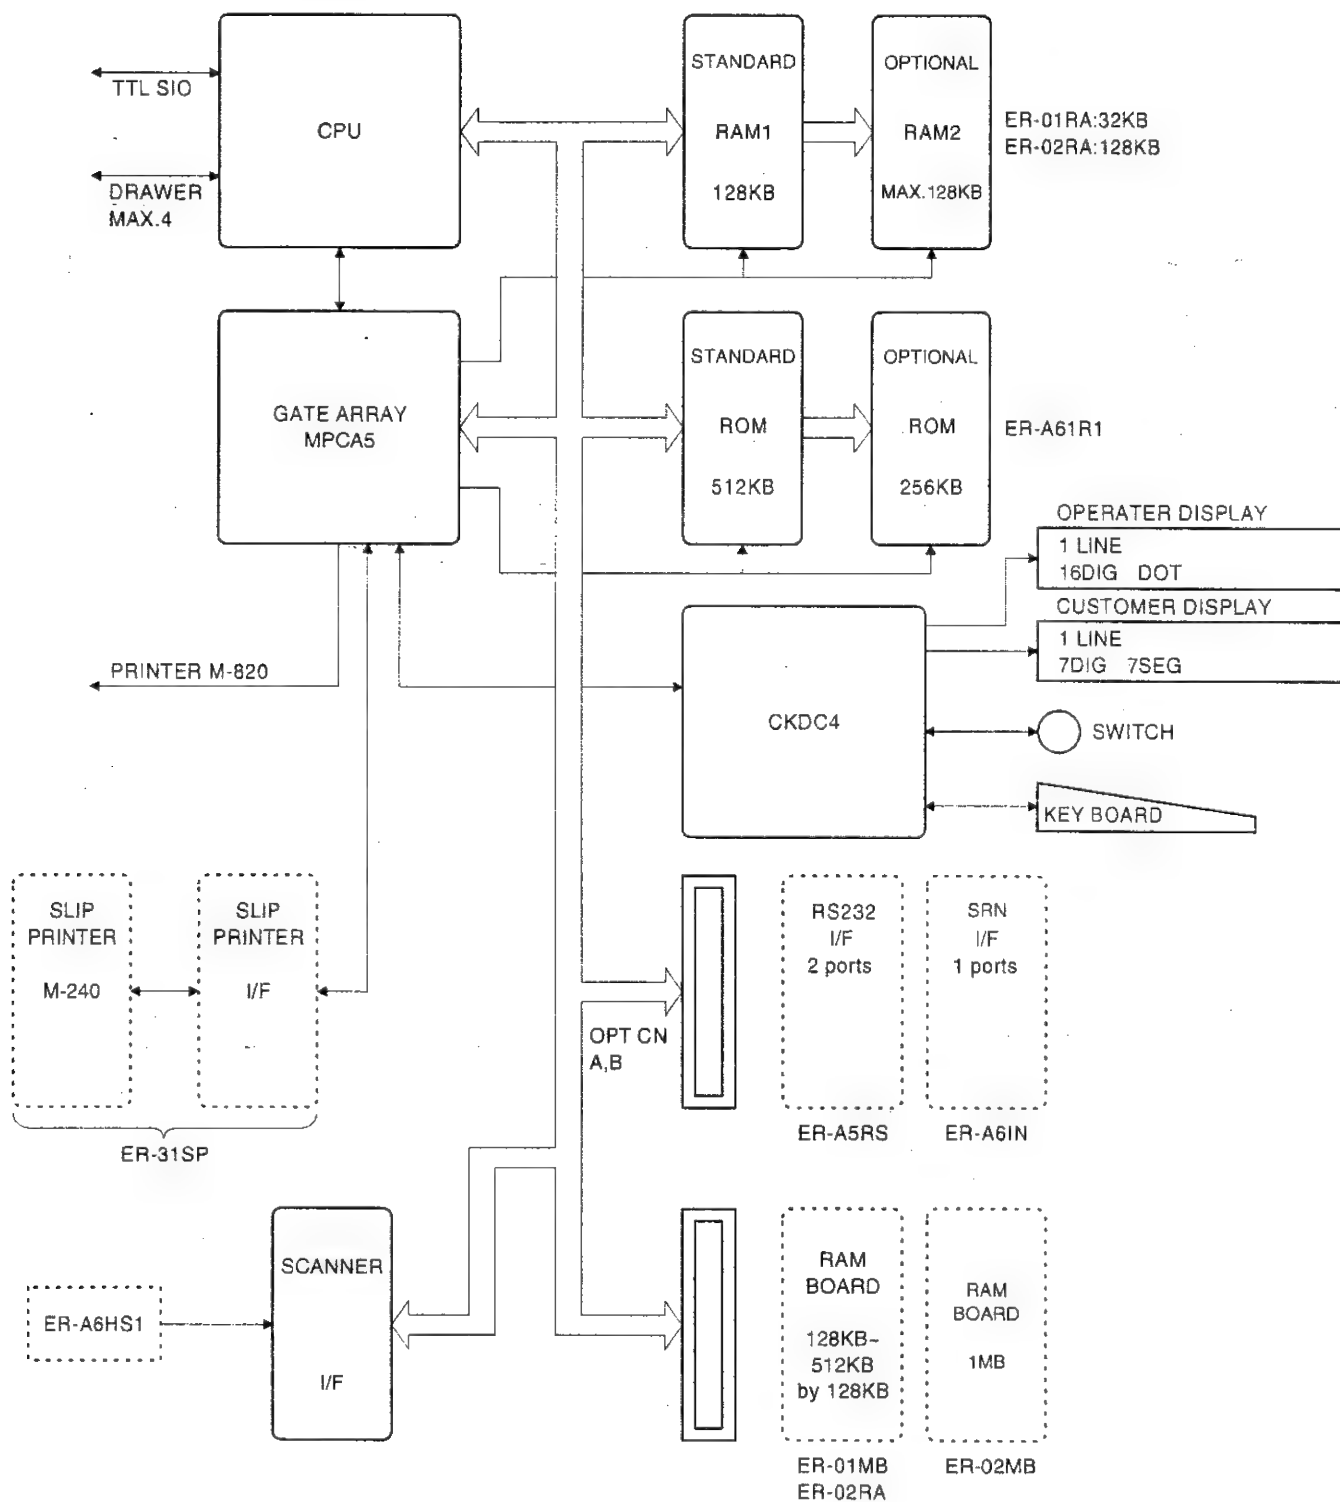 TTL SIO
DRAWER
MAX.4
CPU
STANDARD
RAM1
128KB
OPTIONAL
RAM2
MAX.128KB
ER-01RA:32KB
ER-02RA:128KB
GATE ARRAY
MPCA5
STANDARD
ROM
512KB
OPTIONAL
ROM
256KB
ER-A61R1
OPERATER DISPLAY
1 LINE
16DIG DOT
CUSTOMER DISPLAY
1 LINE
7DIG 7SEG
PRINTER M-820
CKDC4
SWITCH
KEY BOARD
SLIP
PRINTER
M-240
SLIP
PRINTER
I/F
ER-31SP
OPT CN
A,B
RS232
I/F
2 ports
ER-A5RS
SRN
I/F
1 ports
ER-A6IN
ER-A6HS1
SCANNER
I/F
RAM
BOARD
128KB~
512KB
by 128KB
ER-01MB
ER-02RA
RAM
BOARD
1MB
ER-02MB